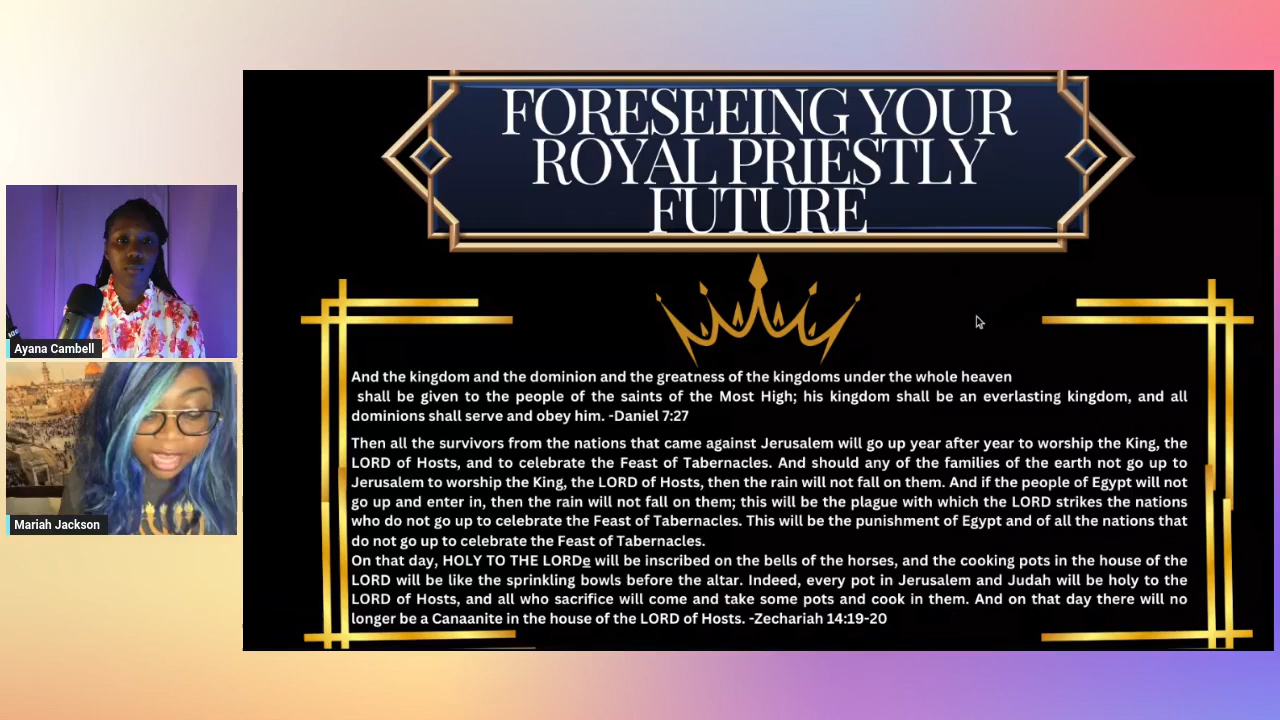 FORESEEING YOUR
ROYAL PRIESTLY
FUTURE
And the kingdom and the dominion and the greatness of the kingdoms under the whole heaven
shall be given to the people of the saints of the Most High; his kingdom shall be an everlasting kingdom, and all
dominions shall serve and obey him. -Daniel 7:27
Then all the survivors from the nations that came against Jerusalem will go up year after year to worship the King, the
LORD of Hosts, and to celebrate the Feast of Tabernacles. And should any of the families of the earth not go up to
Jerusalem to worship the King, the LORD of Hosts, then the rain will not fall on them. And if the people of Egypt will not
go up and enter in, then the rain will not fall on them; this will be the plague with which the LORD strikes the nations
who do not go up to celebrate the Feast of Tabernacles. This will be the punishment of Egypt and of all the nations that
do not go up to celebrate the Feast of Tabernacles.
On that day, HOLY TO THE LORDe will be inscribed on the bells of the horses, and the cooking pots in the house of the
LORD will be like the sprinkling bowls before the altar. Indeed, every pot in Jerusalem and Judah will be holy to the
LORD of Hosts, and all who sacrifice will come and take some pots and cook in them. And on that day there will no
longer be a Canaanite in the house of the LORD of Hosts. -Zechariah 14:19-20
Ayana Cambell
Mariah Jackson